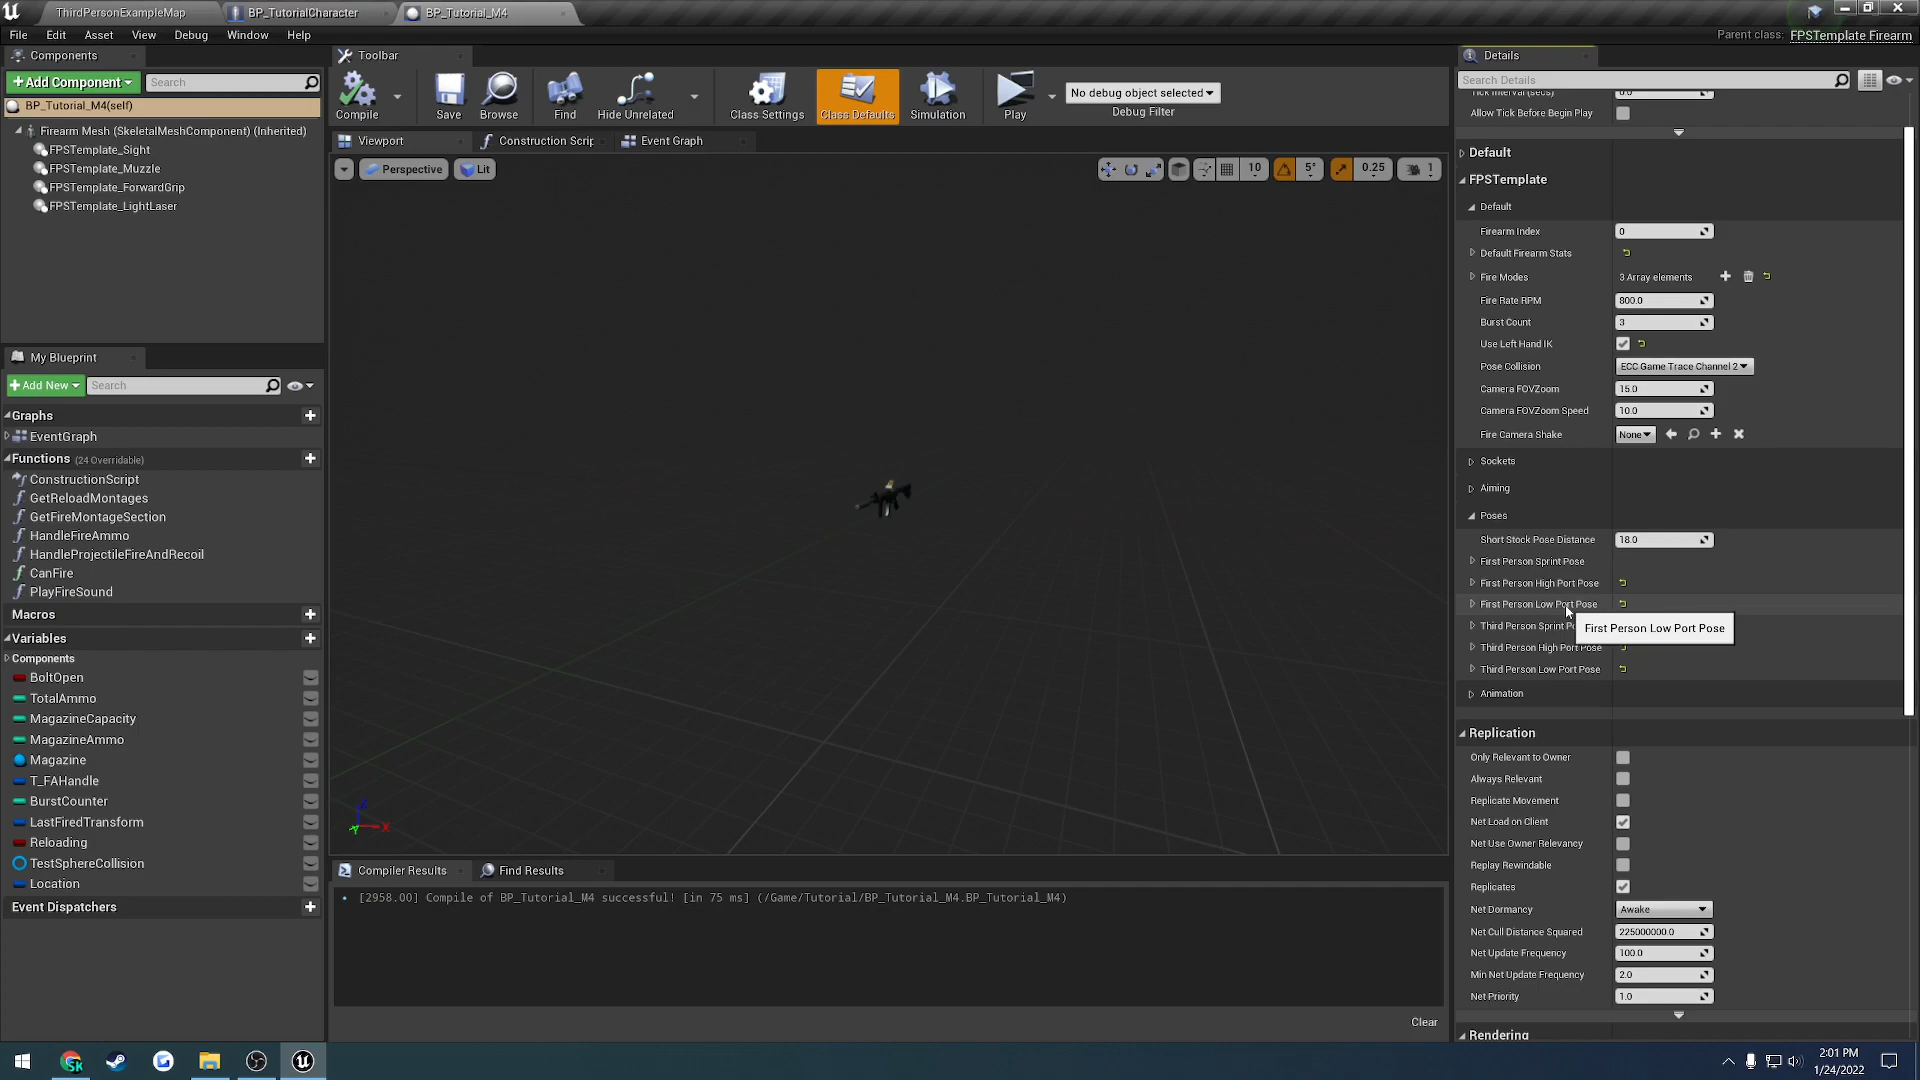 ThirdPersonExampleMap
BP_TutorialCharacter
BP_Tutorial_M4
File Edit Asset View Debug Window Help
Parent class: FPSTemplate Firearm
Components
Add Component
Search
BP_Tutorial_M4(self)
Firearm Mesh (SkeletalMeshComponent) (Inherited)
FPSTemplate_Sight
FPSTemplate_Muzzle
FPSTemplate_ForwardGrip
FPSTemplate_LightLaser
My Blueprint
Add New
Search
Graphs
EventGraph
Functions (24 Overridable)
ConstructionScript
GetReloadMontages
GetFireMontageSection
HandleFireAmmo
HandleProjectileFireAndRecoil
CanFire
PlayFireSound
Macros
Variables
Components
BoltOpen
TotalAmmo
MagazineCapacity
MagazineAmmo
Magazine
T_FAHandle
BurstCounter
LastFiredTransform
Reloading
TestSphereCollision
Location
Event Dispatchers
Toolbar
Compile
Save
Browse
Find
Hide Unrelated
Class Settings
Class Defaults
Simulation
Play
No debug object selected
Debug Filter
Viewport
Construction Scrip
Event Graph
Perspective
Lit
10
5°
0.25
1
Z
X
Y
Compiler Results
Find Results
[2958.00] Compile of BP_Tutorial_M4 successful! [in 75 ms] (/Game/Tutorial/BP_Tutorial_M4.BP_Tutorial_M4)
Clear
Details
Search Details
Tick Interval (secs) 0.0
Allow Tick Before Begin Play
Default
FPSTemplate
Default
Firearm Index 0
Default Firearm Stats
Fire Modes 3 Array elements
Fire Rate RPM 800.0
Burst Count 3
Use Left Hand IK
Pose Collision ECC Game Trace Channel 2
Camera FOVZoom 15.0
Camera FOVZoom Speed 10.0
Fire Camera Shake None
Sockets
Aiming
Poses
Short Stock Pose Distance 18.0
First Person Sprint Pose
First Person High Port Pose
First Person Low Port Pose
Third Person Sprint Po
First Person Low Port Pose
Third Person High Port Pose
Third Person Low Port Pose
Animation
Replication
Only Relevant to Owner
Always Relevant
Replicate Movement
Net Load on Client
Net Use Owner Relevancy
Replay Rewindable
Replicates
Net Dormancy Awake
Net Cull Distance Squared 225000000.0
Net Update Frequency 100.0
Min Net Update Frequency 2.0
Net Priority 1.0
Rendering
2:01 PM
1/24/2022